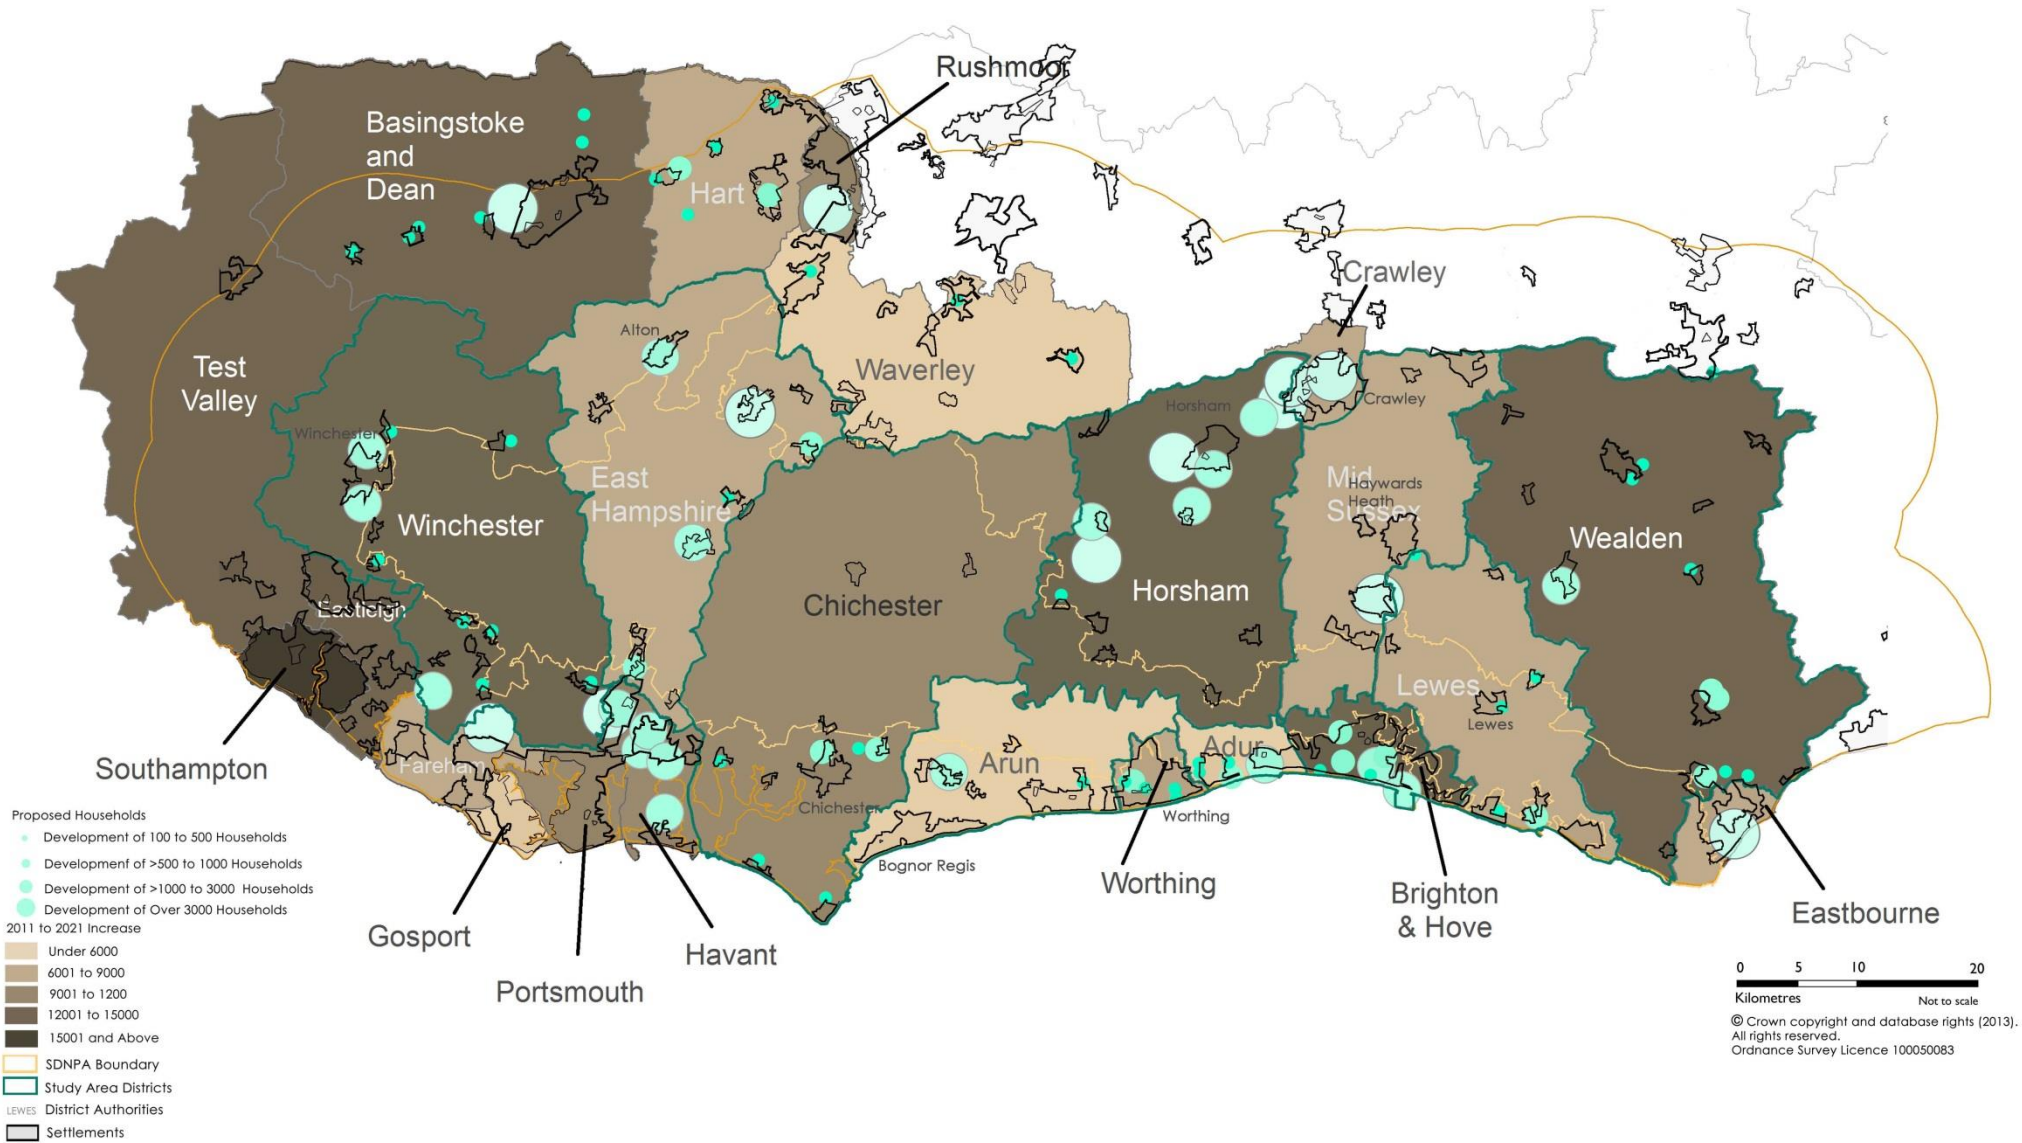 Rushmoor
Basingstoke
and
Dean
Hart
Crawley
Alton
Test
Valley
Waverley
Horsham
Crawley
Winchester
East
Hampshire
Mid
Sussex
Haywards
Heath
Winchester
Wealden
Chichester
Horsham
Eastleigh
Lewes
Lewes
Southampton
Fareham
Arun
Adur
Chichester
Worthing
Bognor Regis
Worthing
Brighton
& Hove
Eastbourne
Gosport
Havant
Portsmouth
Proposed Households
Development of 100 to 500 Households
Development of >500 to 1000 Households
Development of >1000 to 3000 Households
Development of Over 3000 Households
2011 to 2021 Increase
Under 6000
6001 to 9000
9001 to 1200
12001 to 15000
15001 and Above
SDNPA Boundary
Study Area Districts
LEWES District Authorities
Settlements
0 5 10 20
Kilometres Not to scale
© Crown copyright and database rights (2013).
All rights reserved.
Ordnance Survey Licence 100050083